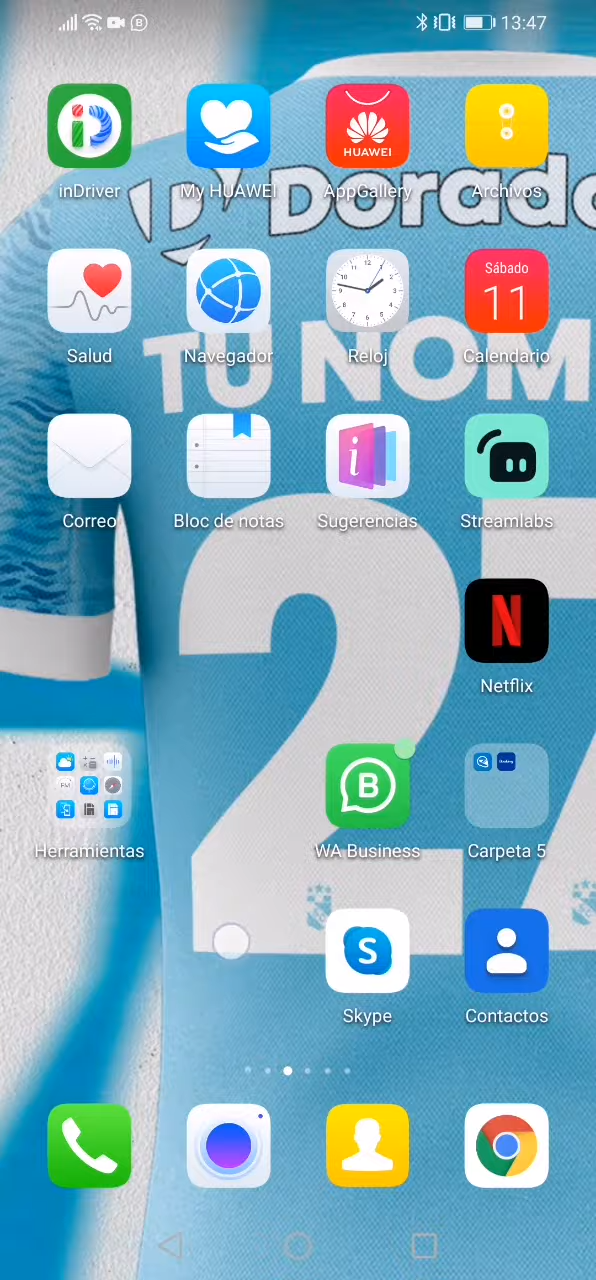 13:47
inDriver
My HUAWEI
HUAWEI
AppGallery
Archivos
Dorado
Salud
Navegador
Reloj
Sábado
11
Calendario
TU NOM
Correo
Bloc de notas
Sugerencias
Streamlabs
27
N
Netflix
Herramientas
B
WA Business
Carpeta 5
S
Skype
Contactos